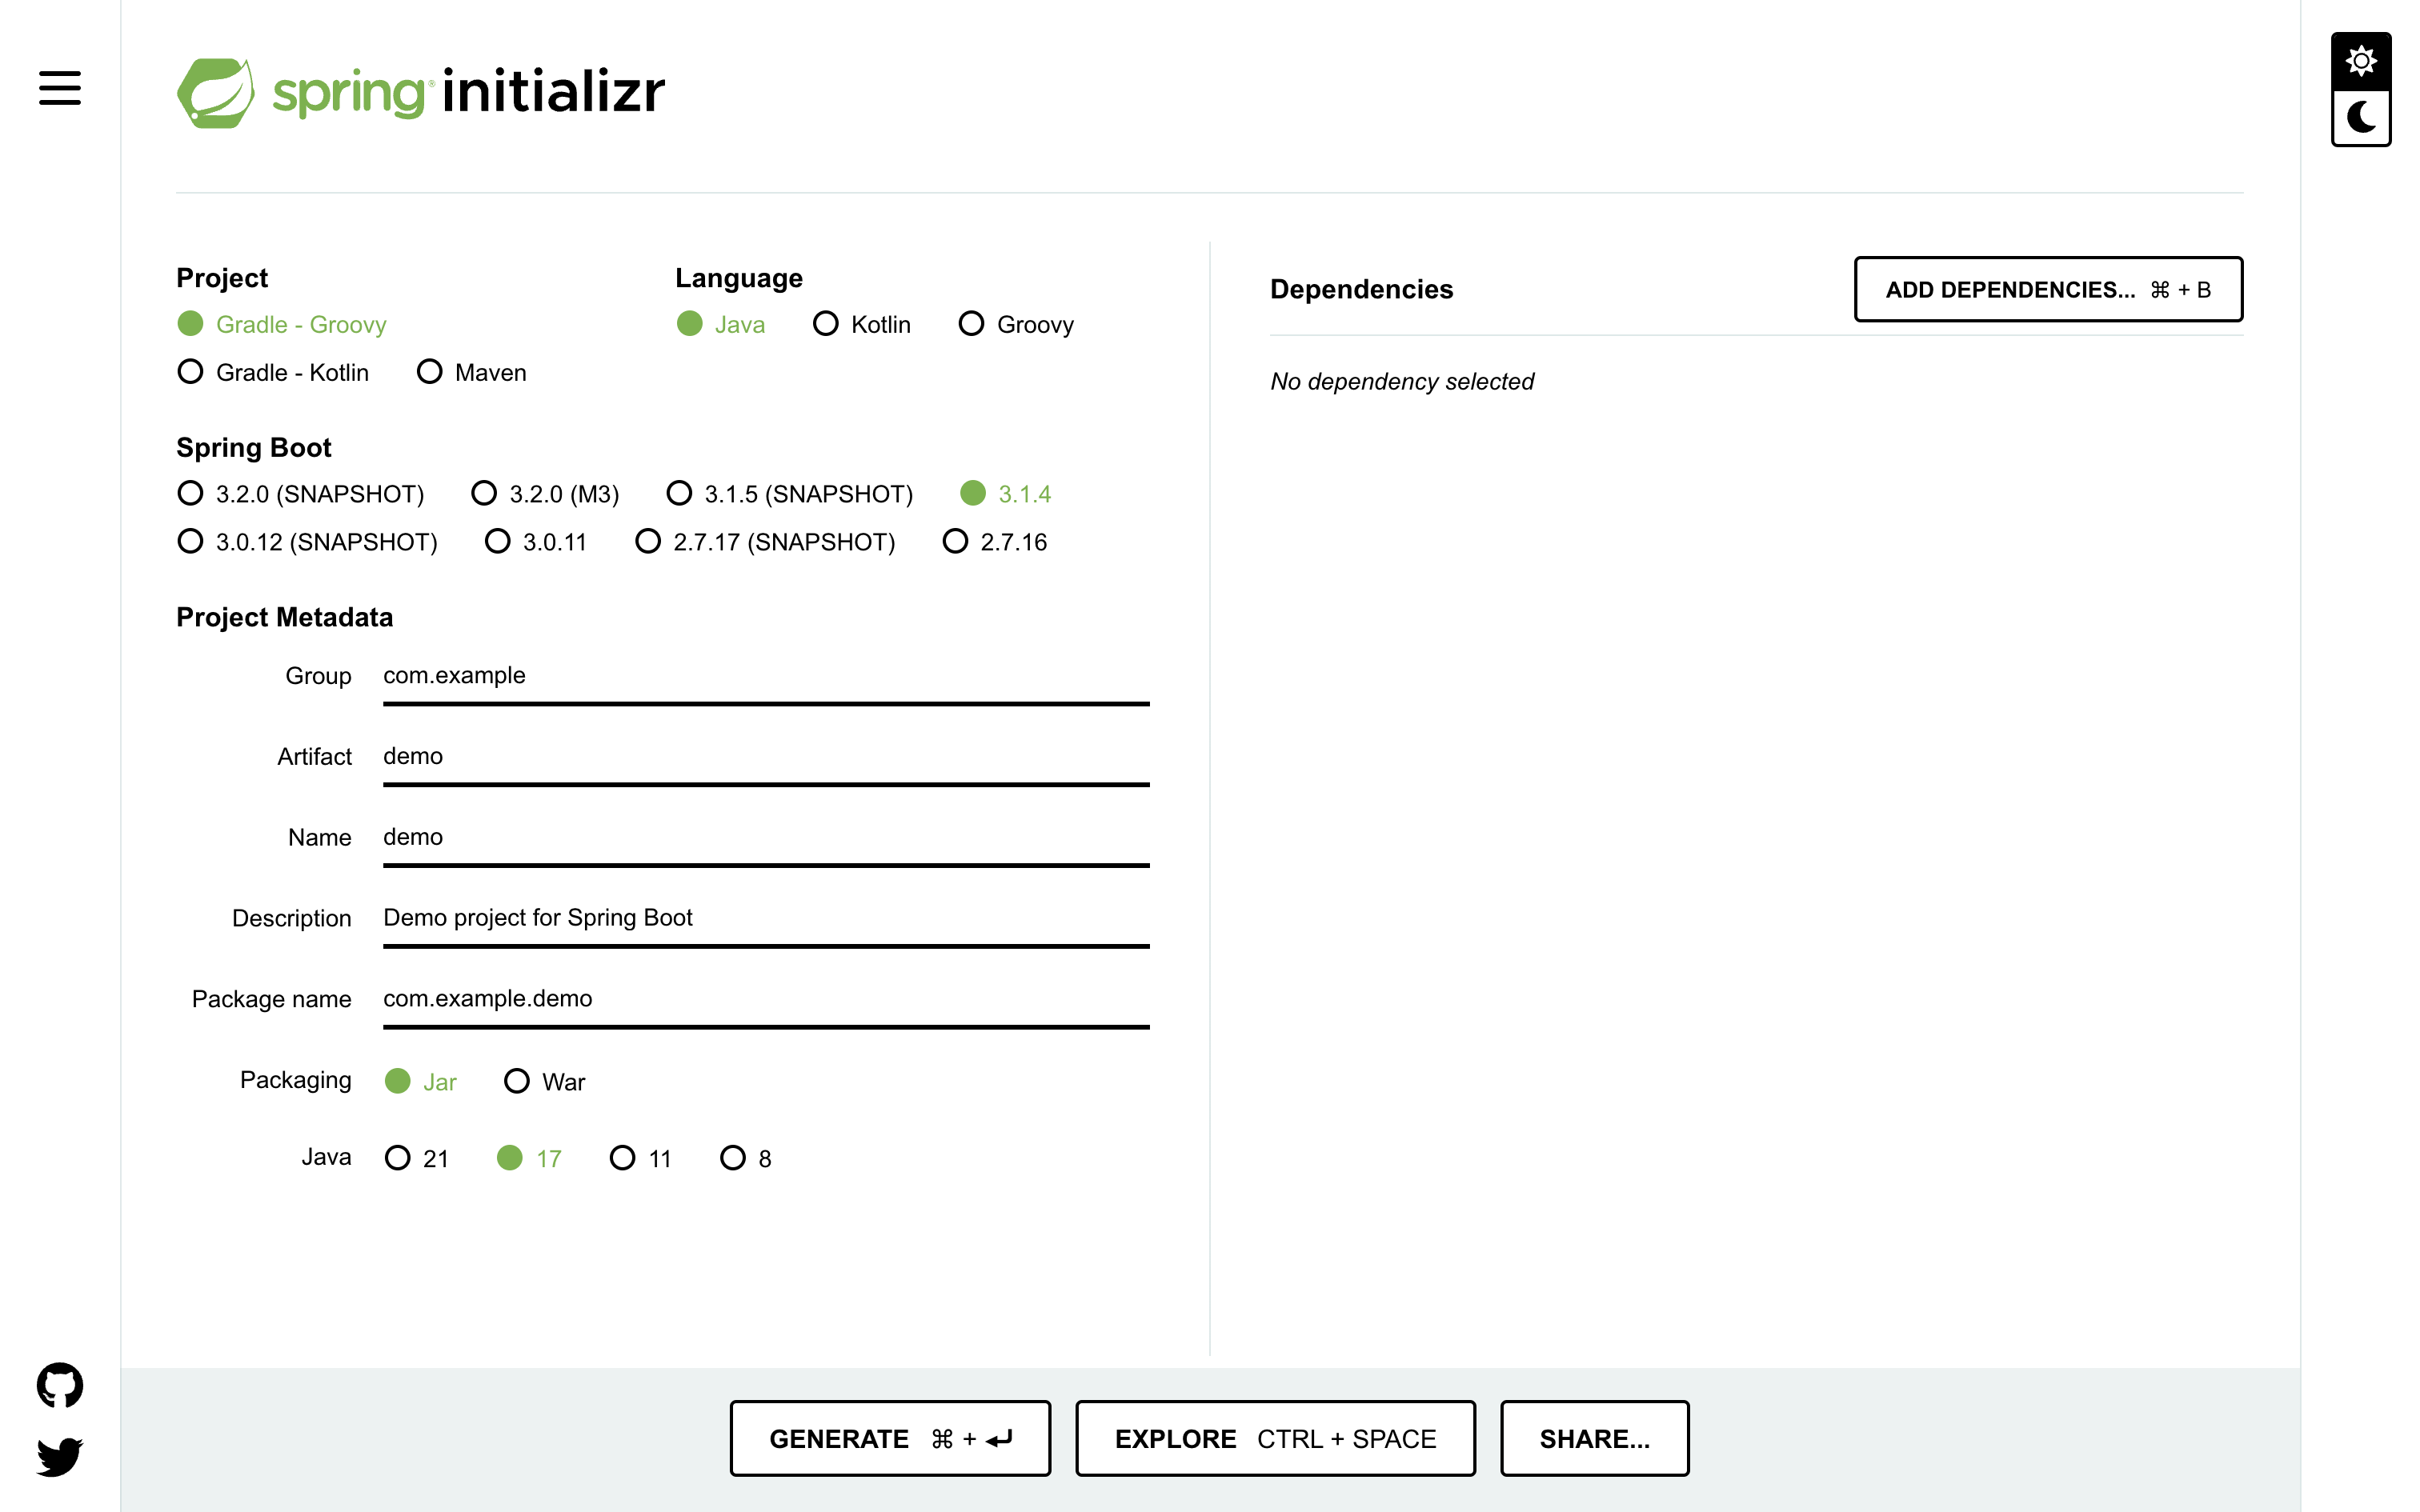 spring initializr
Project
Gradle - Groovy
Gradle - Kotlin Maven
Language
Java Kotlin Groovy
Spring Boot
3.2.0 (SNAPSHOT) 3.2.0 (M3) 3.1.5 (SNAPSHOT) 3.1.4
3.0.12 (SNAPSHOT) 3.0.11 2.7.17 (SNAPSHOT) 2.7.16
Project Metadata
Group com.example
Artifact demo
Name demo
Description Demo project for Spring Boot
Package name com.example.demo
Packaging Jar War
Java 21 17 11 8
Dependencies ADD DEPENDENCIES... ⌘ + B
No dependency selected
GENERATE ⌘ + ⏎ EXPLORE CTRL + SPACE SHARE...